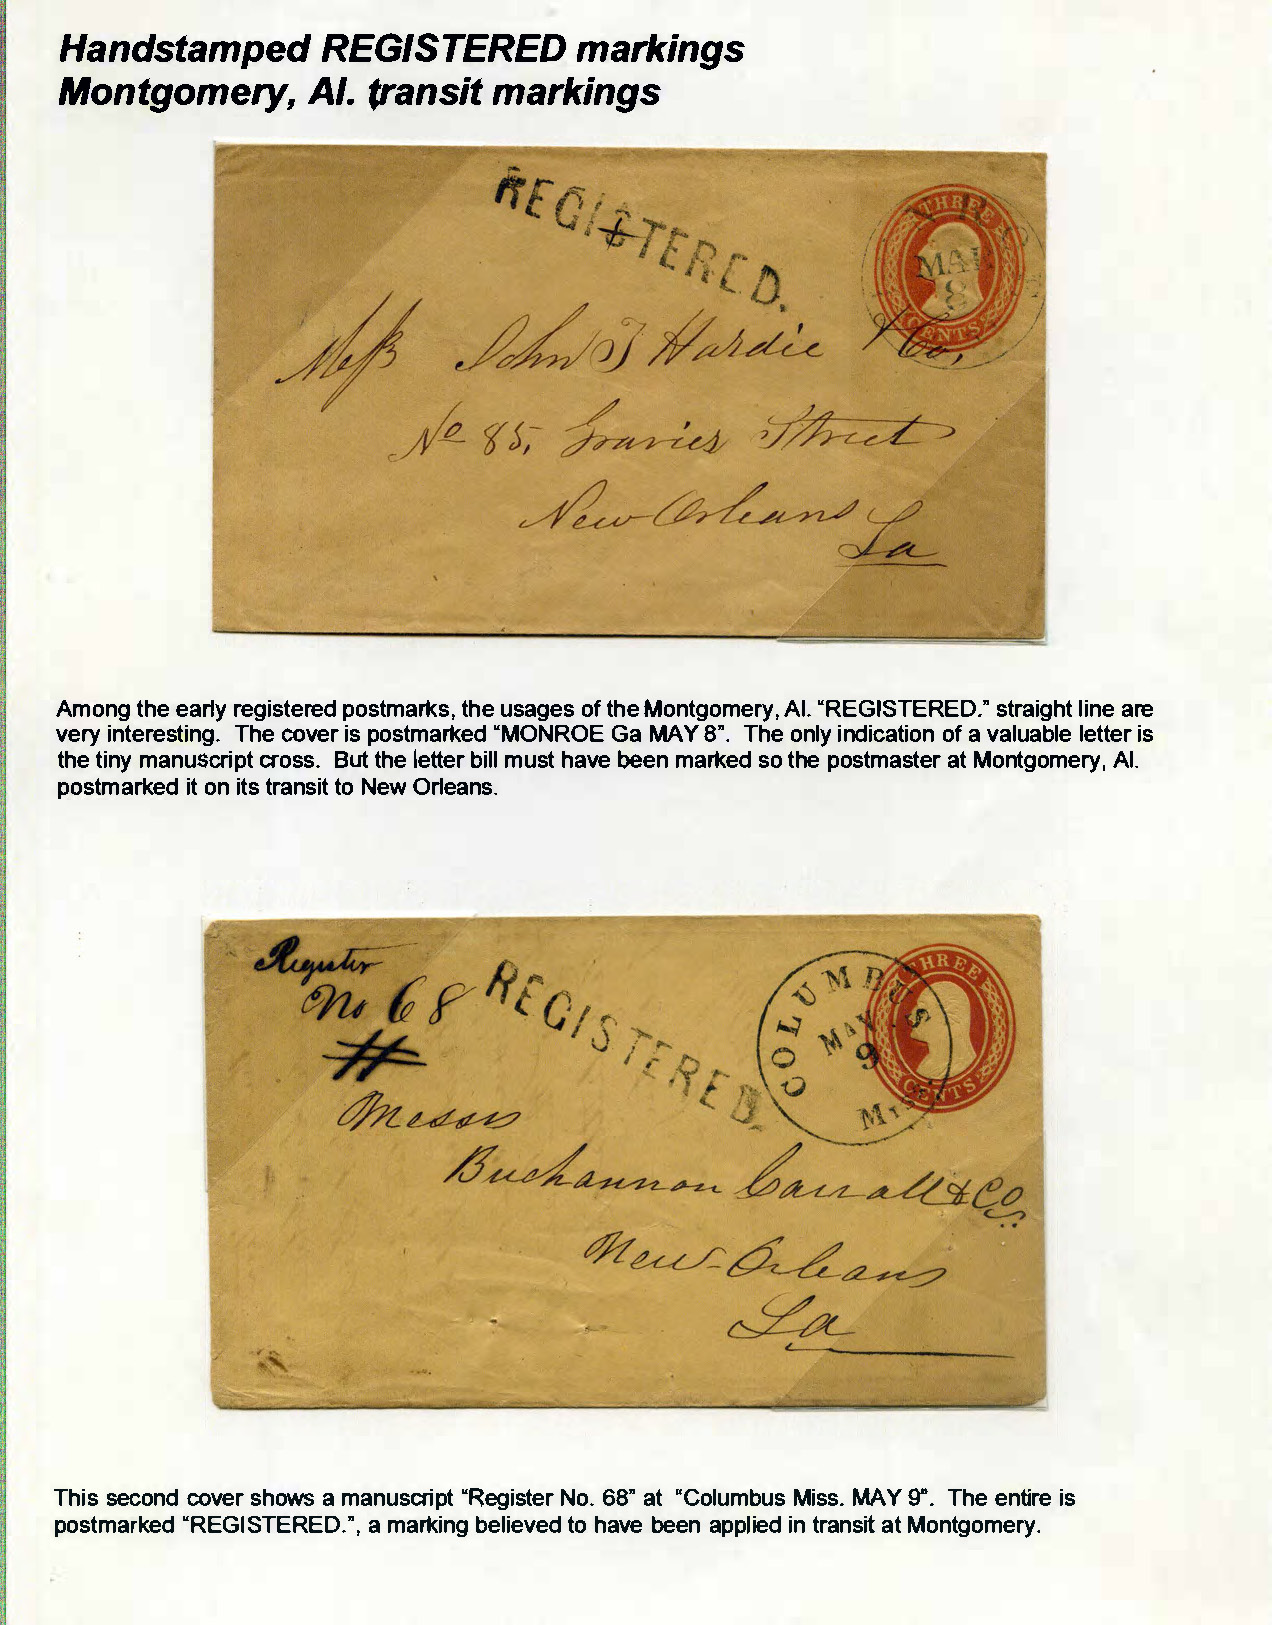 Handstamped REGISTERED markings
Montgomery, Al. transit markings
REGISTERED.
THREE
MAY
8
CENTS
Mess John T Hardie & Co,
No 85, Gravier Street
New Orleans
La
Among the early registered postmarks, the usages of the Montgomery, Al. "REGISTERED." straight line are
very interesting. The cover is postmarked "MONROE Ga MAY 8". The only indication of a valuable letter is
the tiny manuscript cross. But the letter bill must have been marked so the postmaster at Montgomery, Al.
postmarked it on its transit to New Orleans.
Register
No 68
#
REGISTERED.
COLUMBUS
MAY
9
Miss.
THREE
CENTS
Messrs
Buchannon Carrall & Co.
New-Orleans
La
This second cover shows a manuscript "Register No. 68" at "Columbus Miss. MAY 9". The entire is
postmarked "REGISTERED.", a marking believed to have been applied in transit at Montgomery.